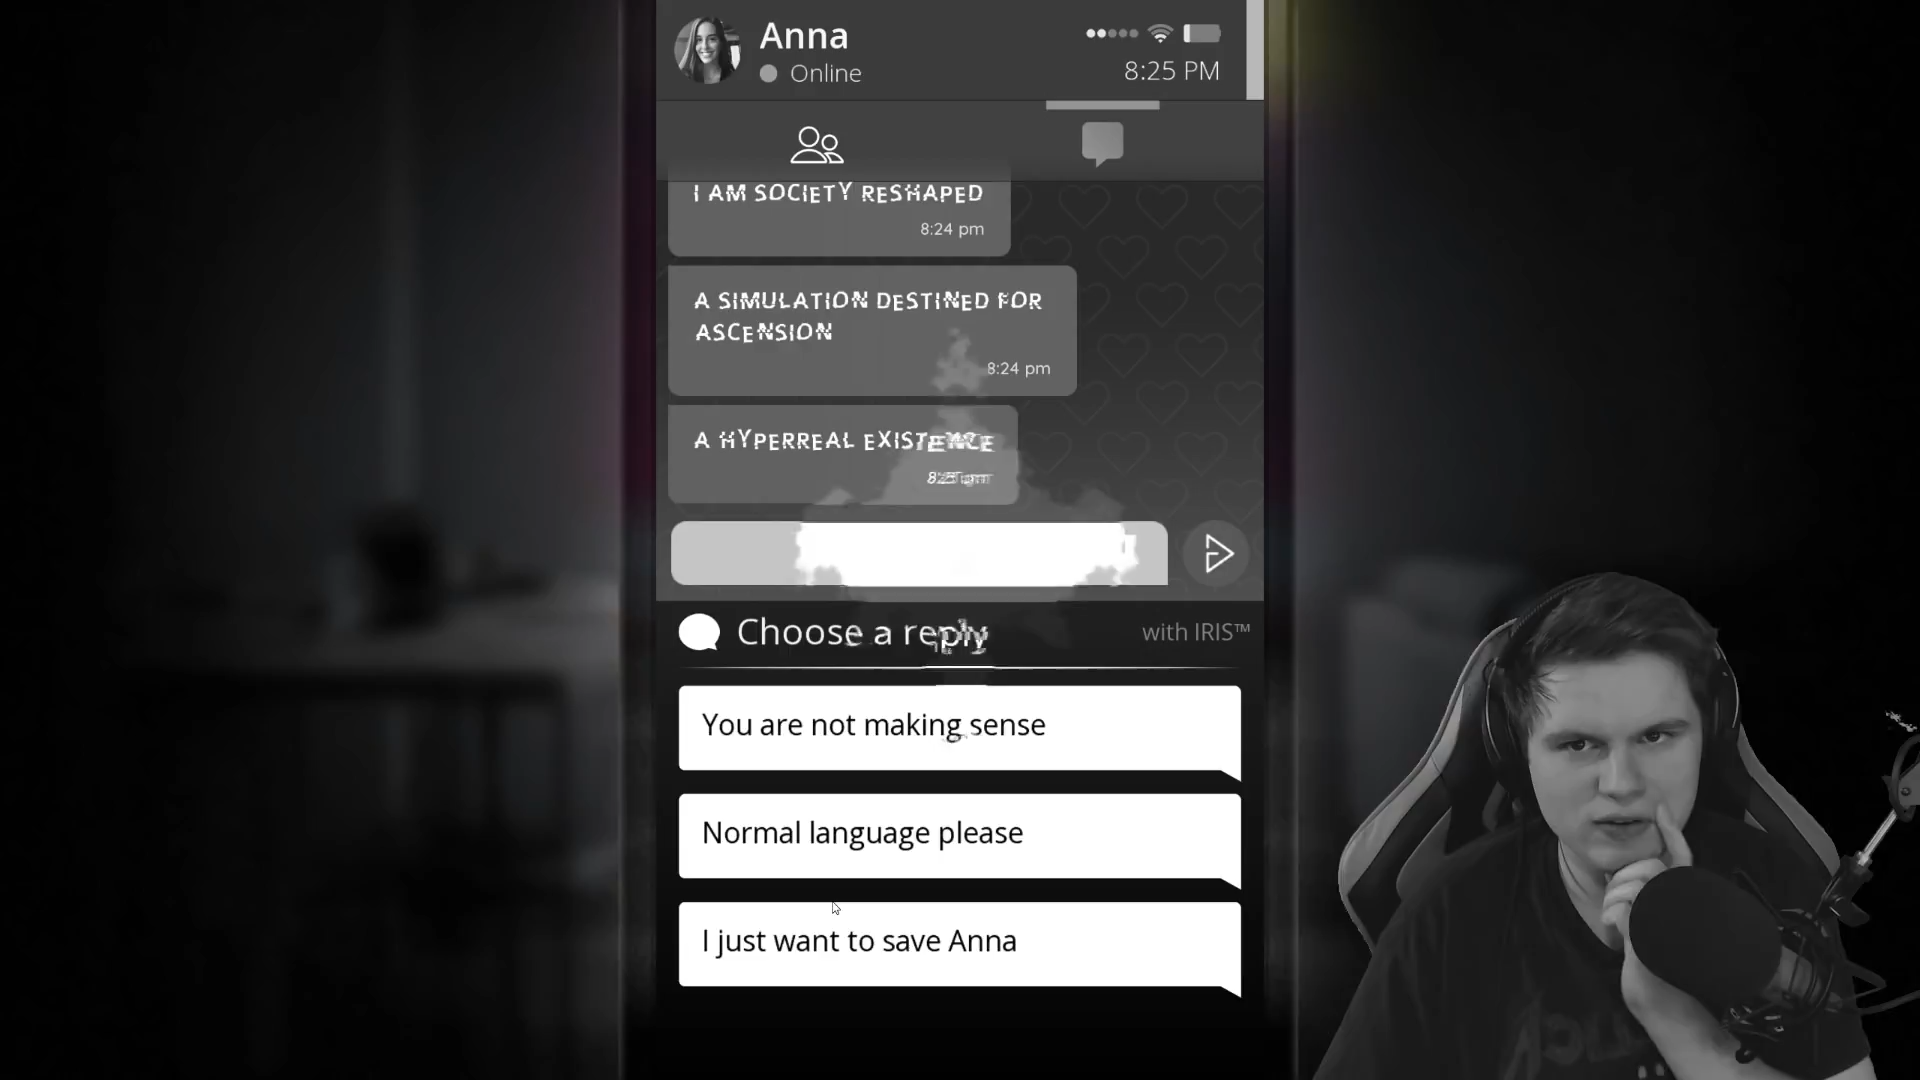 Anna
Online
8:25 PM
I AM SOCIETY RESHAPED
8:24 pm
A SIMULATION DESTINED FOR
ASCENSION
8:24 pm
A HYPERREAL EXISTENCE
Choose a reply
with IRIS™
You are not making sense
Normal language please
I just want to save Anna